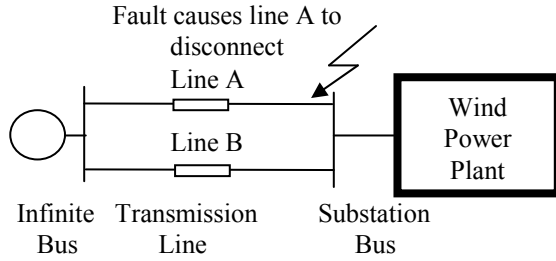 Fault causes line A to
disconnect
Line A
Line B
Wind
Power
Plant
Infinite
Bus
Transmission
Line
Substation
Bus